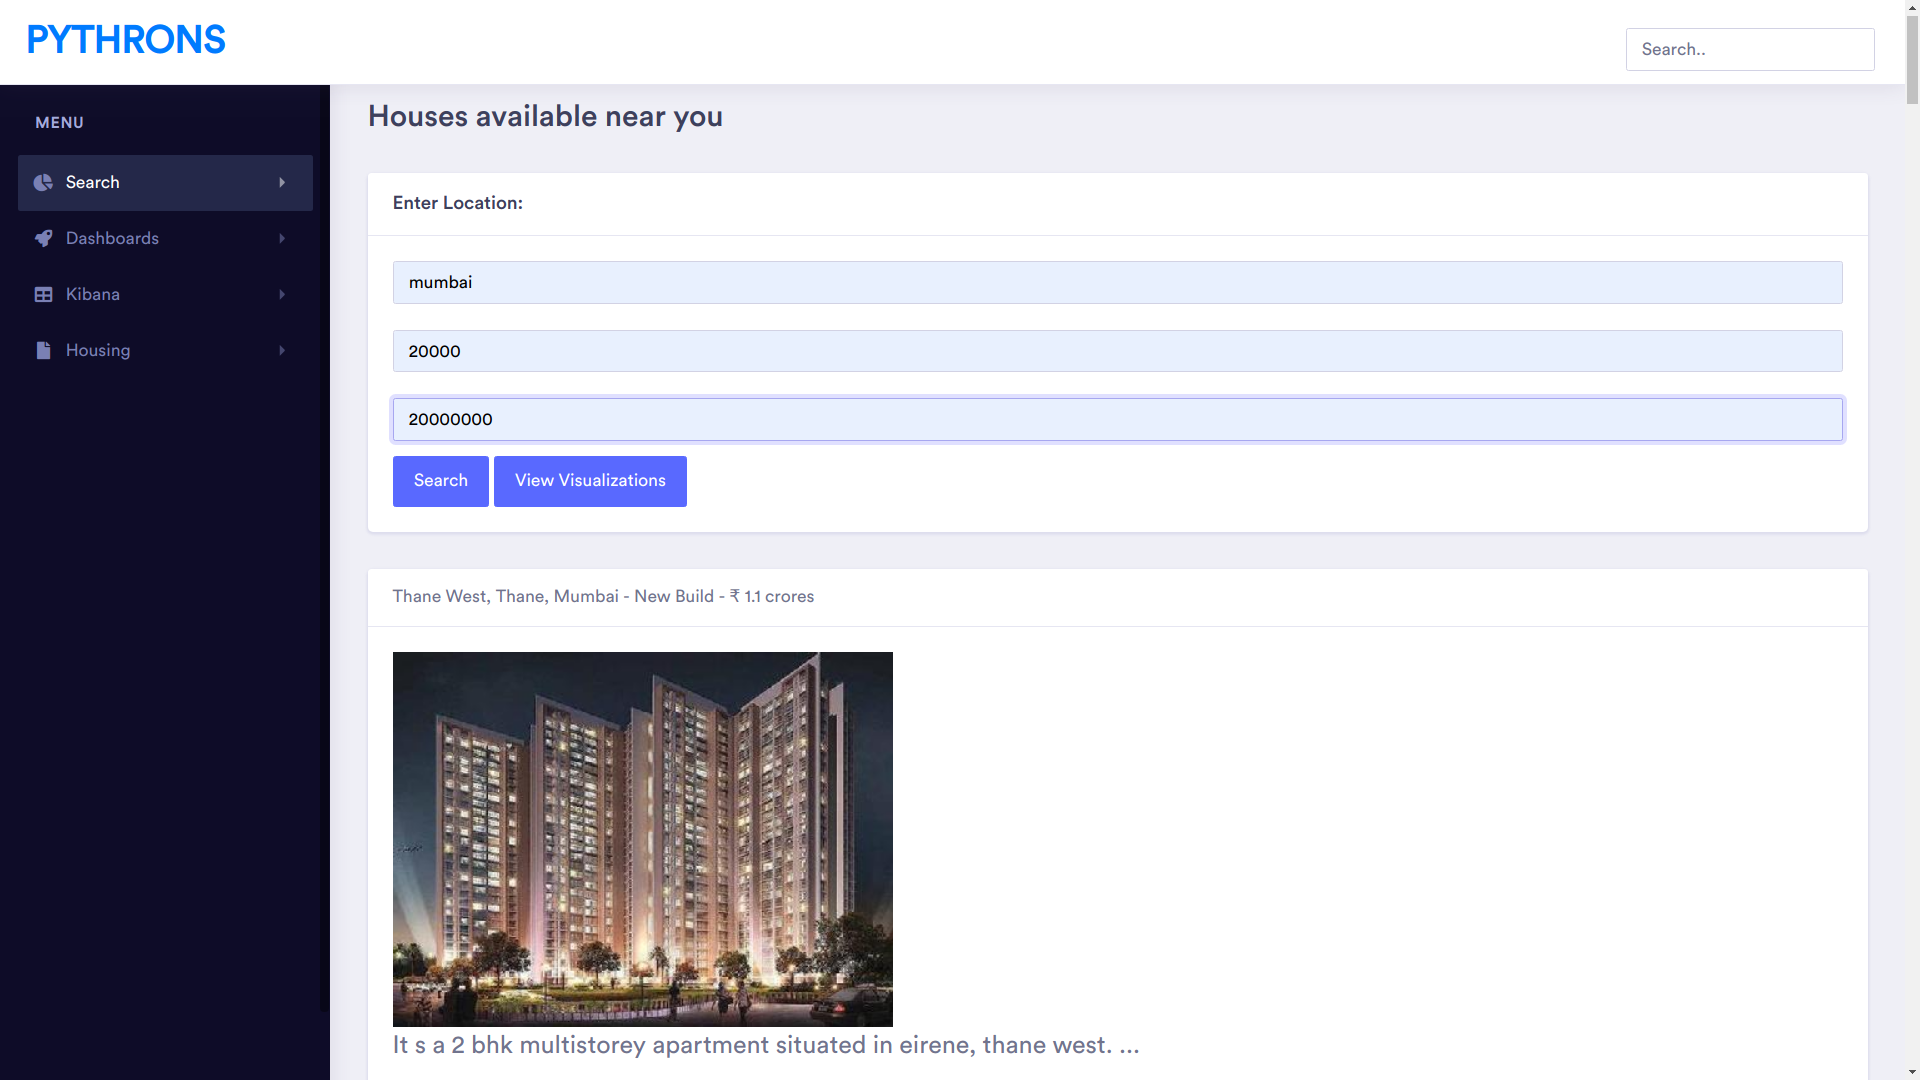 PYTHRONS
Search..
MENU
Search
Dashboards
Kibana
Housing
Houses available near you
Enter Location:
mumbai
20000
20000000
Search View Visualizations
Thane West, Thane, Mumbai - New Build - ₹ 1.1 crores
It s a 2 bhk multistorey apartment situated in eirene, thane west. ...